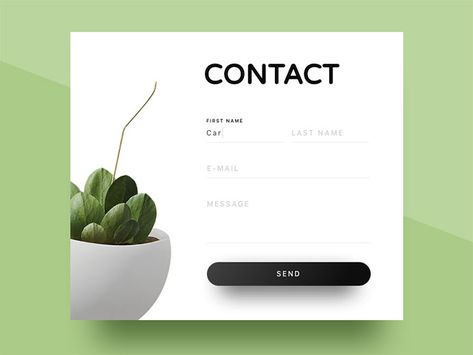 CONTACT
FIRST NAME
Car LAST NAME
E-MAIL
MESSAGE
SEND